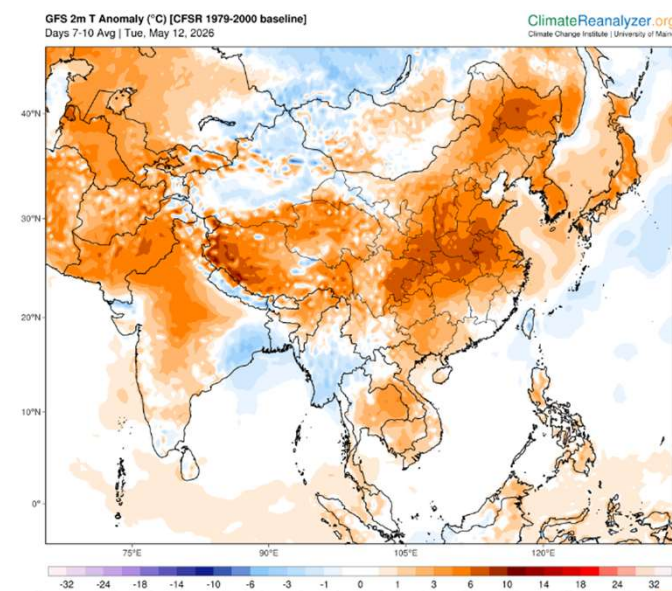 GFS 2m T Anomaly (°C) [CFSR 1979-2000 baseline]
Days 7-10 Avg | Tue, May 12, 2026
ClimateReanalyzer.org
Climate Change Institute | University of Maine
40°N
30°N
20°N
10°N
0°
75°E 90°E 105°E 120°E
-32 -24 -18 -14 -10 -6 -3 -1 0 1 3 6 10 14 18 24 32